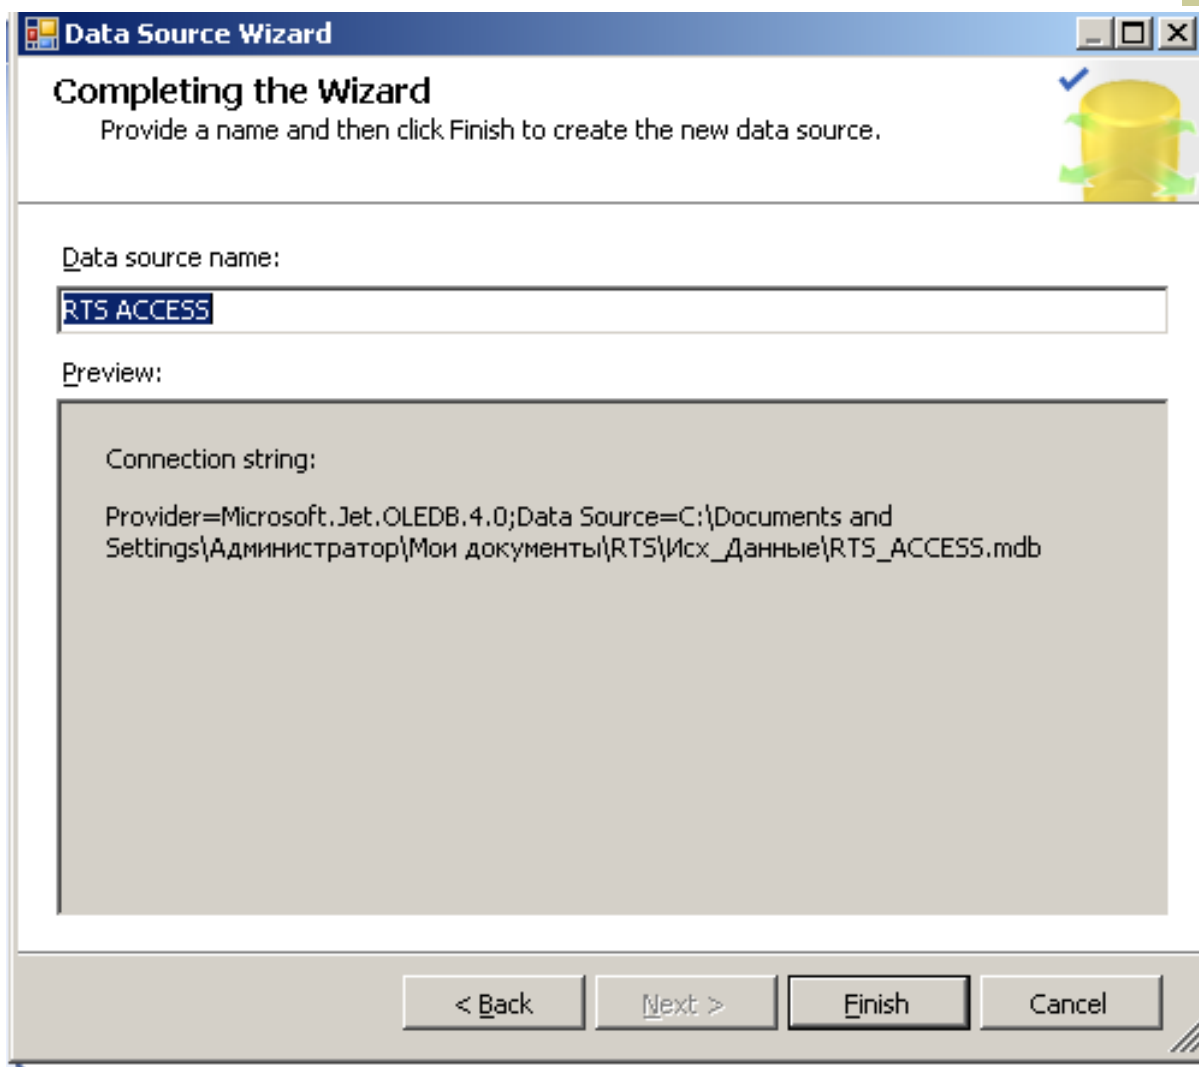 Data Source Wizard
Completing the Wizard
Provide a name and then click Finish to create the new data source.
Data source name:
RTS ACCESS
Preview:
Connection string:
Provider=Microsoft.Jet.OLEDB.4.0;Data Source=C:\Documents and
Settings\Администратор\Мои документы\RTS\Исх_Данные\RTS_ACCESS.mdb
< Back
Next >
Finish
Cancel